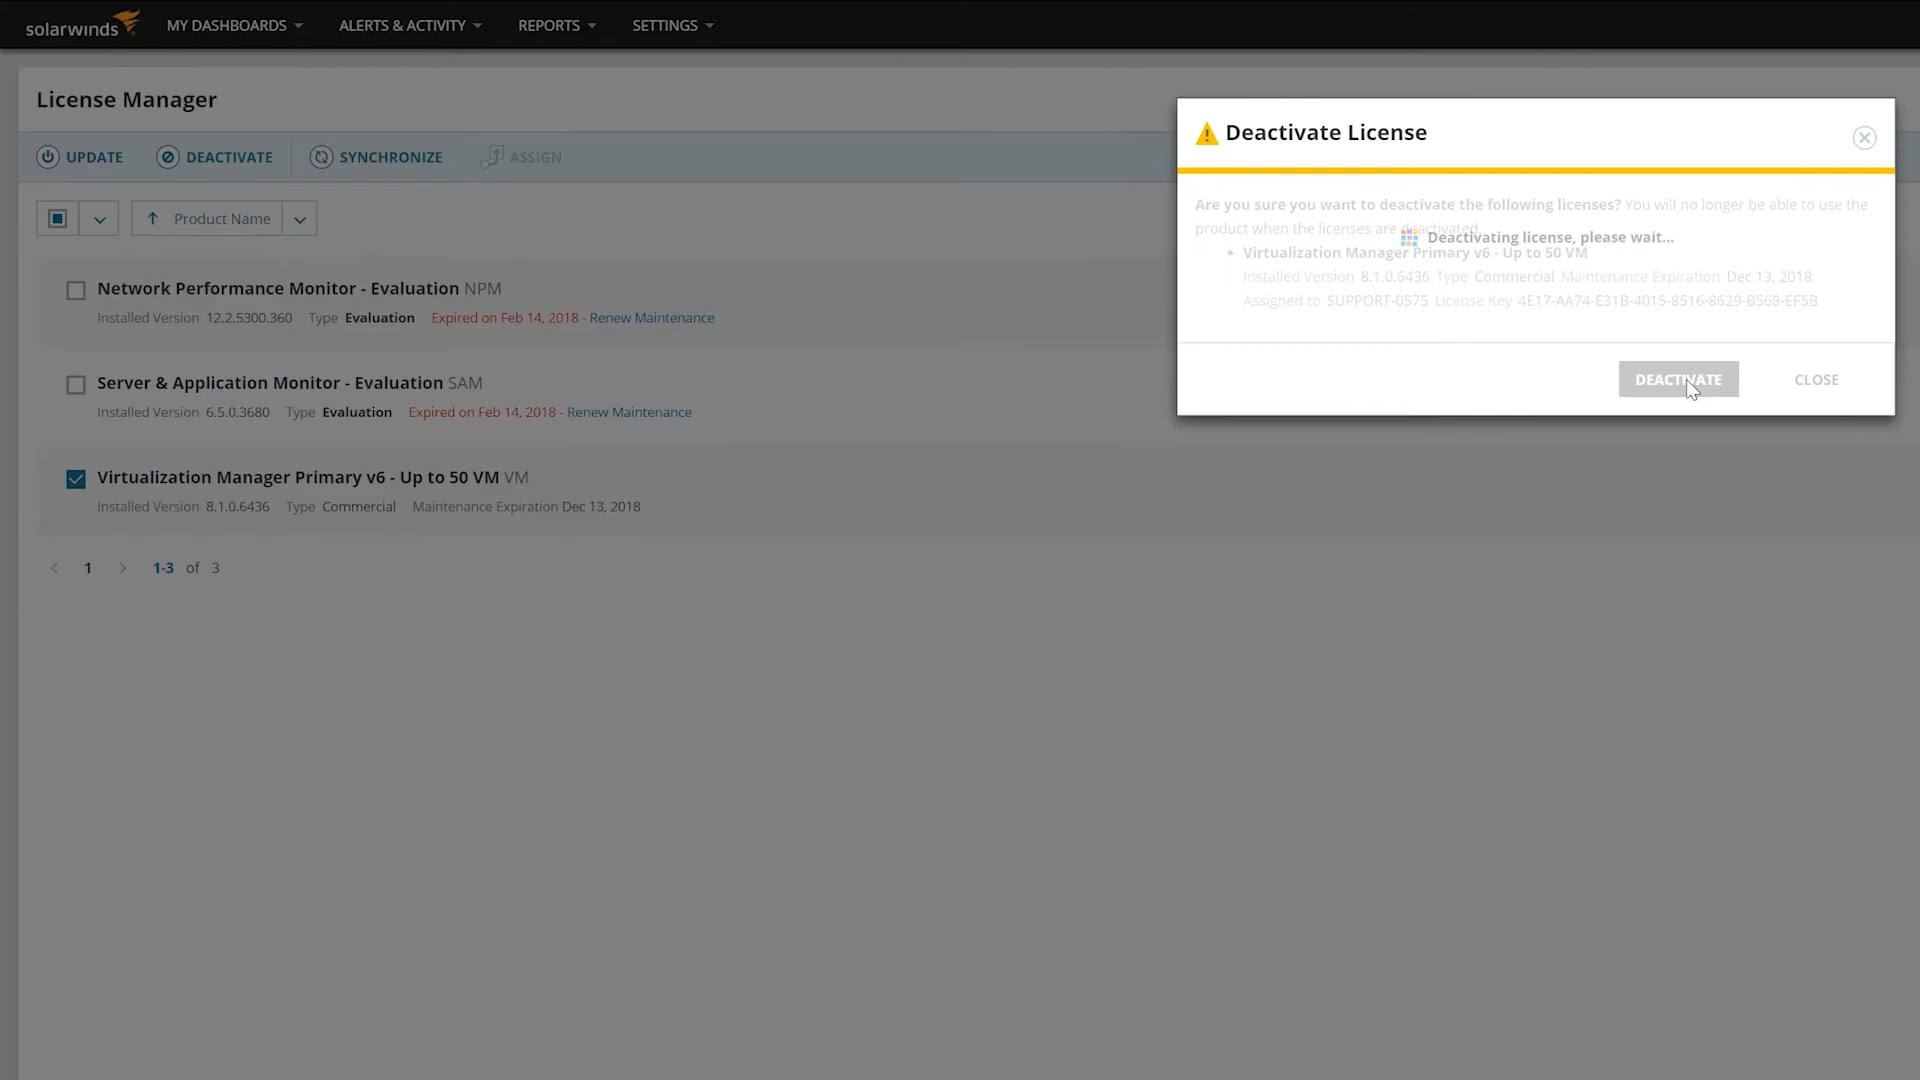 solarwinds MY DASHBOARDS ALERTS & ACTIVITY REPORTS SETTINGS
License Manager
UPDATE DEACTIVATE SYNCHRONIZE ASSIGN
Product Name
Network Performance Monitor - Evaluation NPM
Installed Version 12.2.5300.360 Type Evaluation Expired on Feb 14, 2018 - Renew Maintenance
Server & Application Monitor - Evaluation SAM
Installed Version 6.5.0.3680 Type Evaluation Expired on Feb 14, 2018 - Renew Maintenance
Virtualization Manager Primary v6 - Up to 50 VM VM
Installed Version 8.1.0.6436 Type Commercial Maintenance Expiration Dec 13, 2018
1 1-3 of 3
Deactivate License
Are you sure you want to deactivate the following licenses? You will no longer be able to use the
product when the licenses are deactivated.
Deactivating license, please wait...
Virtualization Manager Primary v6 - Up to 50 VM
Installed Version 8.1.0.6436 Type Commercial Maintenance Expiration Dec 13, 2018
Assigned to SUPPORT-0575 License Key 4E17-AA74-E31B-4015-8516-8629-B568-EF5B
DEACTIVATE CLOSE